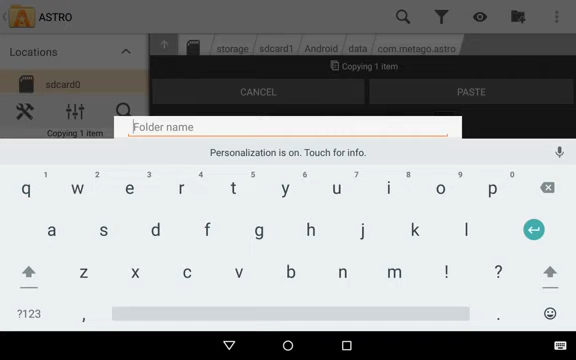 ASTRO
Locations
storage sdcard1 Android data com.metago.astro
Copying 1 item
sdcard0
CANCEL PASTE
Copying 1 item
Folder name
Personalization is on. Touch for info.
1 2 3 4 5 6 7 8 9 0
q w e r t y u i o p
a s d f g h j k l
z x c v b n m ! ?
?123 , .